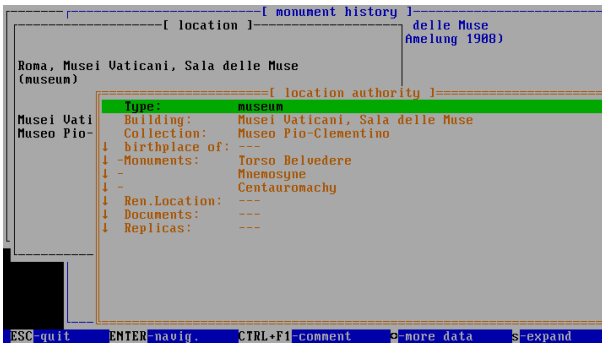 [ monument history ]
[ location ]
delle Muse
Amelung 1908)
Roma, Musei Vaticani, Sala delle Muse
(museum)
[ location authority ]
Type: museum
Musei Vati
Building: Musei Vaticani, Sala delle Muse
Museo Pio-
Collection: Museo Pio-Clementino
↓ birthplace of: ---
↓ -Monuments: Torso Belvedere
↓ - Mnemosyne
↓ - Centauromachy
↓ Ren.Location: ---
↓ Documents: ---
↓ Replicas: ---
ESC-quit ENTER-navig. CTRL+F1-comment ¤-more data s-expand